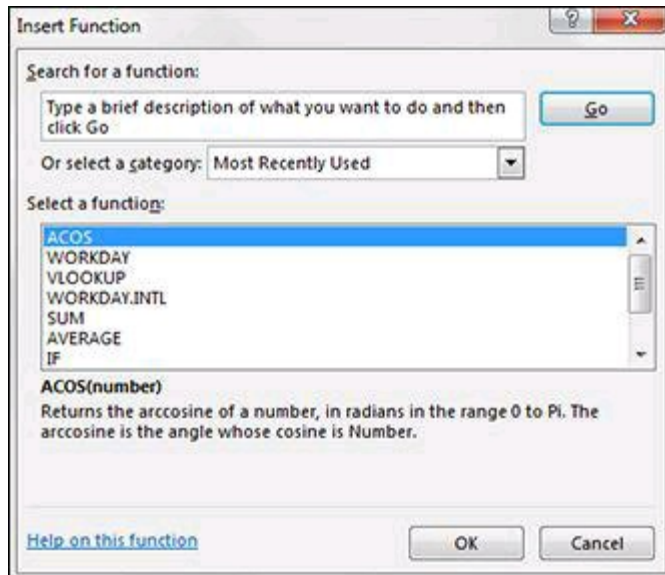 Insert Function
Search for a function:
Type a brief description of what you want to do and then
click Go
Go
Or select a category: Most Recently Used
Select a function:
ACOS
WORKDAY
VLOOKUP
WORKDAY.INTL
SUM
AVERAGE
IF
ACOS(number)
Returns the arccosine of a number, in radians in the range 0 to Pi. The
arccosine is the angle whose cosine is Number.
Help on this function
OK
Cancel